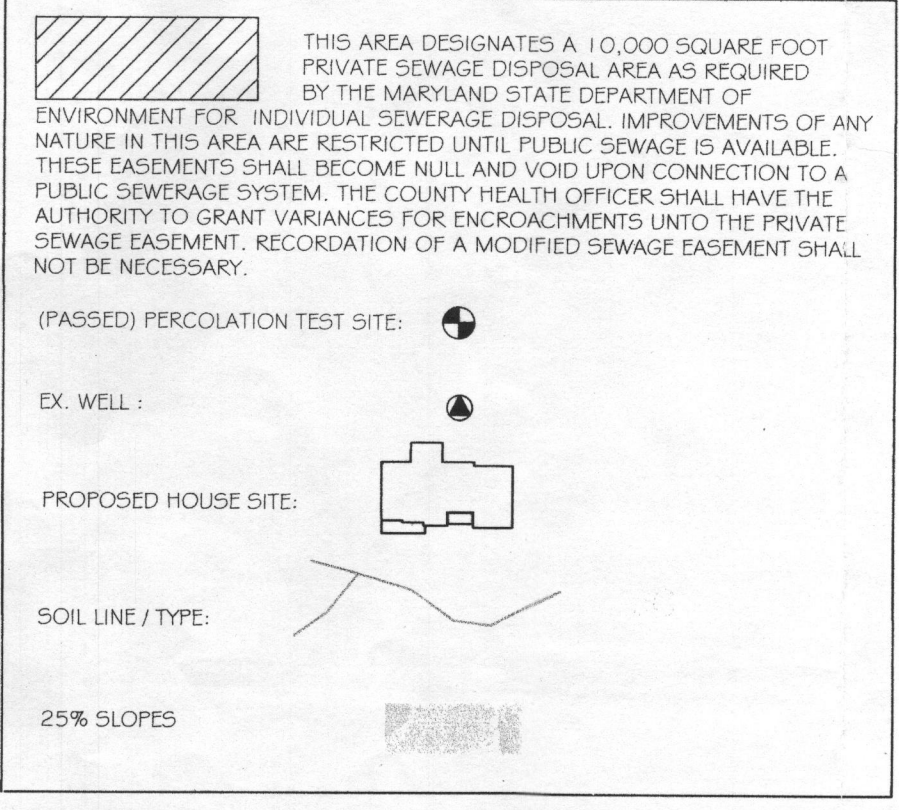 THIS AREA DESIGNATES A 10,000 SQUARE FOOT
PRIVATE SEWAGE DISPOSAL AREA AS REQUIRED
BY THE MARYLAND STATE DEPARTMENT OF
ENVIRONMENT FOR INDIVIDUAL SEWERAGE DISPOSAL. IMPROVEMENTS OF ANY
NATURE IN THIS AREA ARE RESTRICTED UNTIL PUBLIC SEWAGE IS AVAILABLE.
THESE EASEMENTS SHALL BECOME NULL AND VOID UPON CONNECTION TO A
PUBLIC SEWERAGE SYSTEM. THE COUNTY HEALTH OFFICER SHALL HAVE THE
AUTHORITY TO GRANT VARIANCES FOR ENCROACHMENTS UNTO THE PRIVATE
SEWAGE EASEMENT. RECORDATION OF A MODIFIED SEWAGE EASEMENT SHALL
NOT BE NECESSARY.
(PASSED) PERCOLATION TEST SITE:
EX. WELL :
PROPOSED HOUSE SITE:
SOIL LINE / TYPE:
25% SLOPES